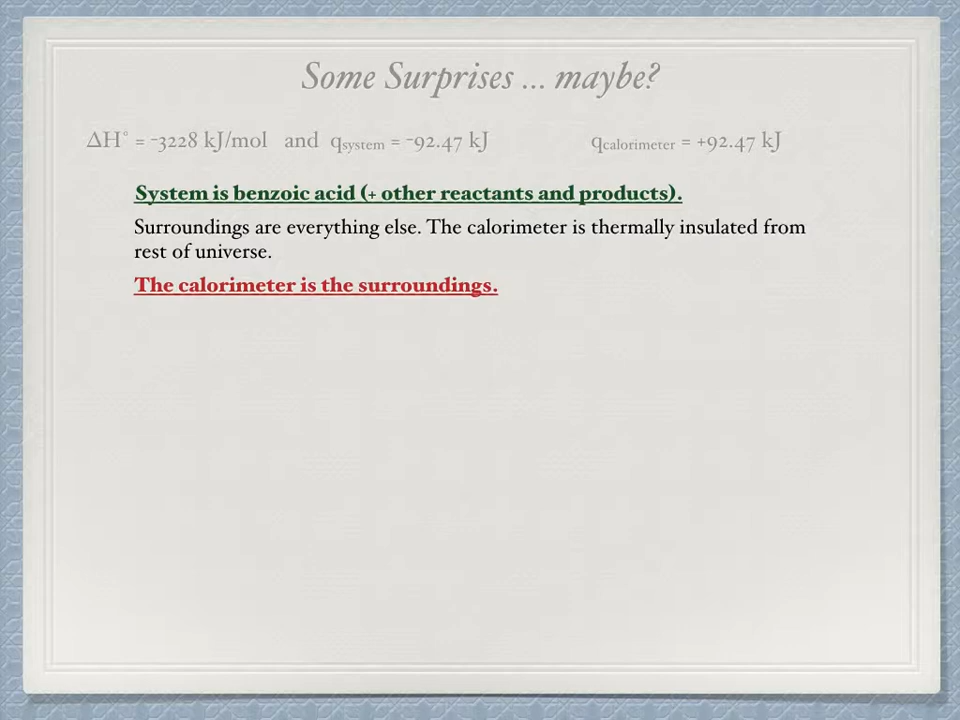 Some Surprises ... maybe?
ΔH° = -3228 kJ/mol and qsystem = -92.47 kJ qcalorimeter = +92.47 kJ
System is benzoic acid (+ other reactants and products).
Surroundings are everything else. The calorimeter is thermally insulated from
rest of universe.
The calorimeter is the surroundings.